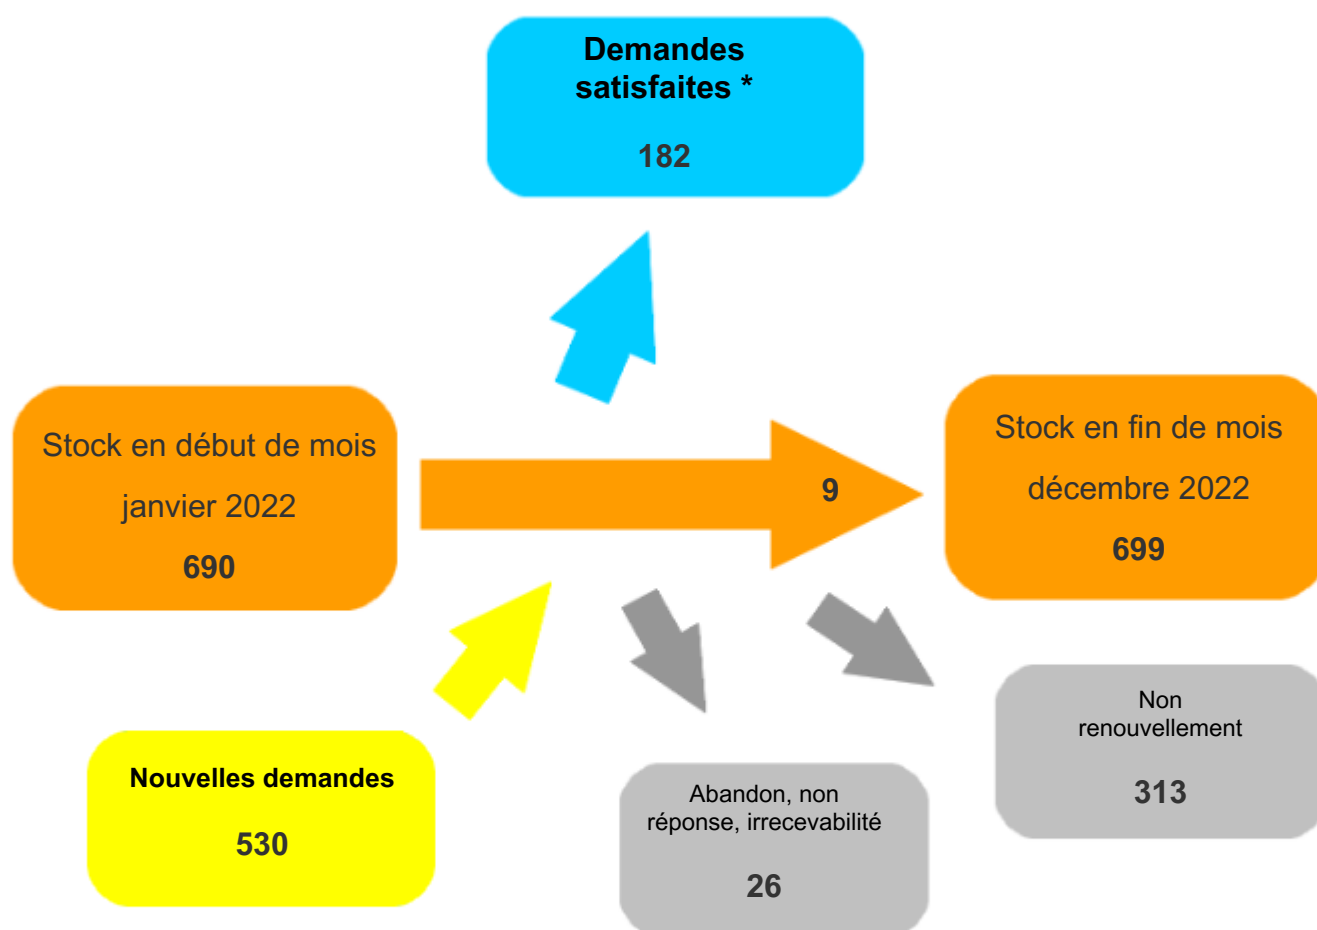 Demandes
satisfaites *
182
Stock en début de mois
janvier 2022
690
9
Stock en fin de mois
décembre 2022
699
Nouvelles demandes
530
Abandon, non
réponse, irrecevabilité
26
Non
renouvellement
313